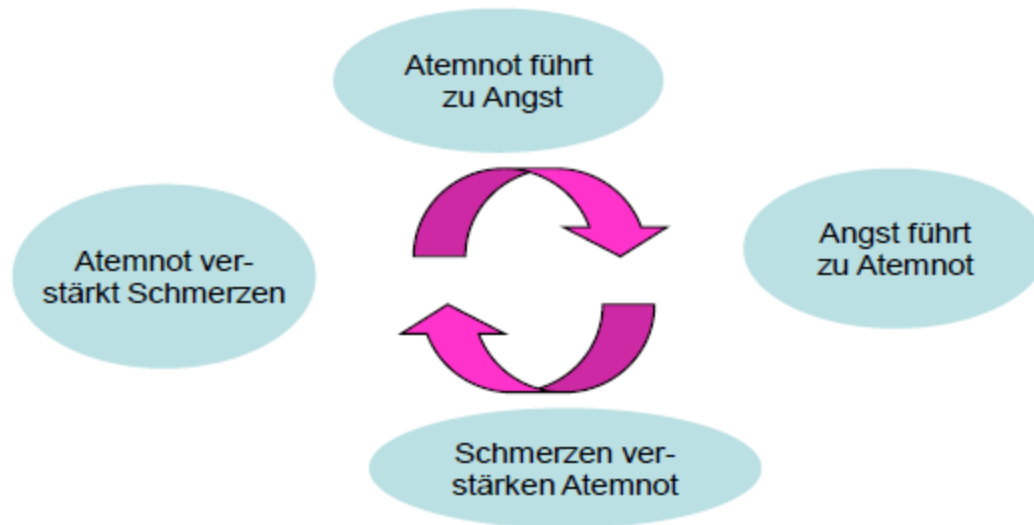 Atemnot führt
zu Angst
Angst führt
zu Atemnot
Schmerzen ver-
stärken Atemnot
Atemnot ver-
stärkt Schmerzen